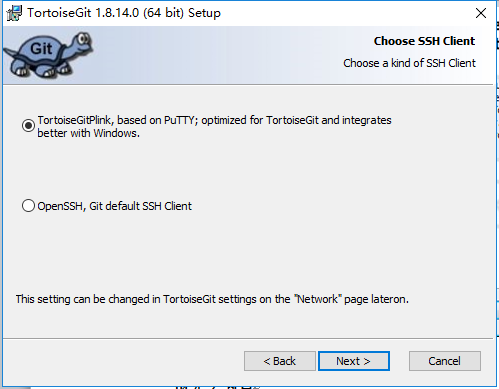 TortoiseGit 1.8.14.0 (64 bit) Setup
Git
Choose SSH Client
Choose a kind of SSH Client
TortoiseGitPlink, based on PuTTY; optimized for TortoiseGit and integrates
better with Windows.
OpenSSH, Git default SSH Client
This setting can be changed in TortoiseGit settings on the "Network" page lateron.
< Back
Next >
Cancel